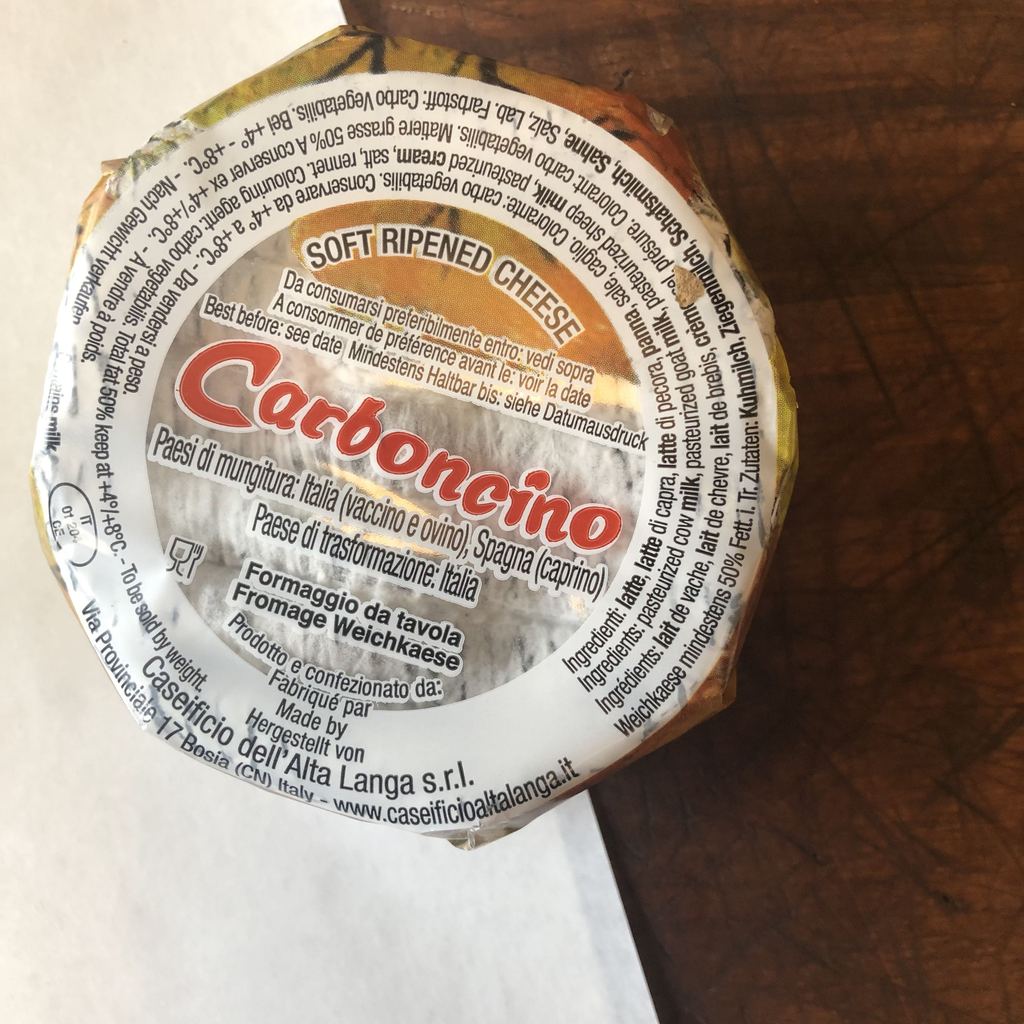 SOFT RIPENED CHEESE
Da consumarsi preferibilmente entro: vedi sopra
A consommer de préférence avant le: voir la date
Best before: see date Mindestens Haltbar bis: siehe Datumausdruck
Carboncino
Paesi di mungitura: Italia (vaccino e ovino), Spagna (caprino)
Paese di trasformazione: Italia
Formaggio da tavola
Fromage Weichkaese
Prodotto e confezionato da:
Fabriqué par
Made by
Hergestellt von
Caseificio dell'Alta Langa s.r.l.
Via Provinciale 17 Bosia (CN) Italy - www.caseificioaltalanga.it
Ingredienti: latte, latte di capra, latte di pecora, panna, sale, caglio. Colorante: carbo vegetabilis. Conservare da +4° a +8°C. - Da vendersi a peso.
Ingredients: pasteurized cow milk, pasteurized goat milk, pasteurized sheep milk, pasteurized cream, salt, rennet. Colouring agent: carbo vegetabilis. Total fat 50% keep at +4°/+8°C. - To be sold by weight.
Ingrédients: lait de vache, lait de chevre, lait de brebis, crem sel présure. Colorant: carbo vegetabilis. Matiere grasse 50% A conserver ex +4°/+8°C. - A vendre a poids.
Weichkaese mindestens 50% Fett. I. Tr. Zutaten: Kuhmilch, Ziegenmilch, Schafsmilch, Sahne, Salz, Lab. Farbstoff: Carbo Vegetabilis. Bei +4° - +8°C. - Nach Gewicht verkaufen
milk
IT
CE